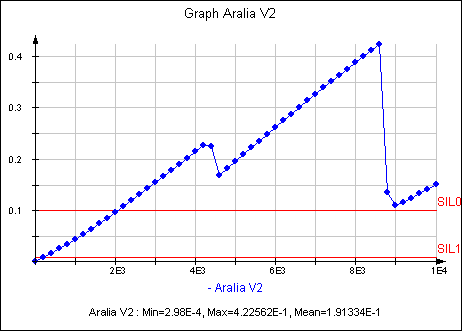 Graph Aralia V2
0.4
0.3
0.2
0.1
SIL0
SIL1
2E3 4E3 6E3 8E3 1E4
- Aralia V2
Aralia V2 : Min=2.98E-4, Max=4.22562E-1, Mean=1.91334E-1